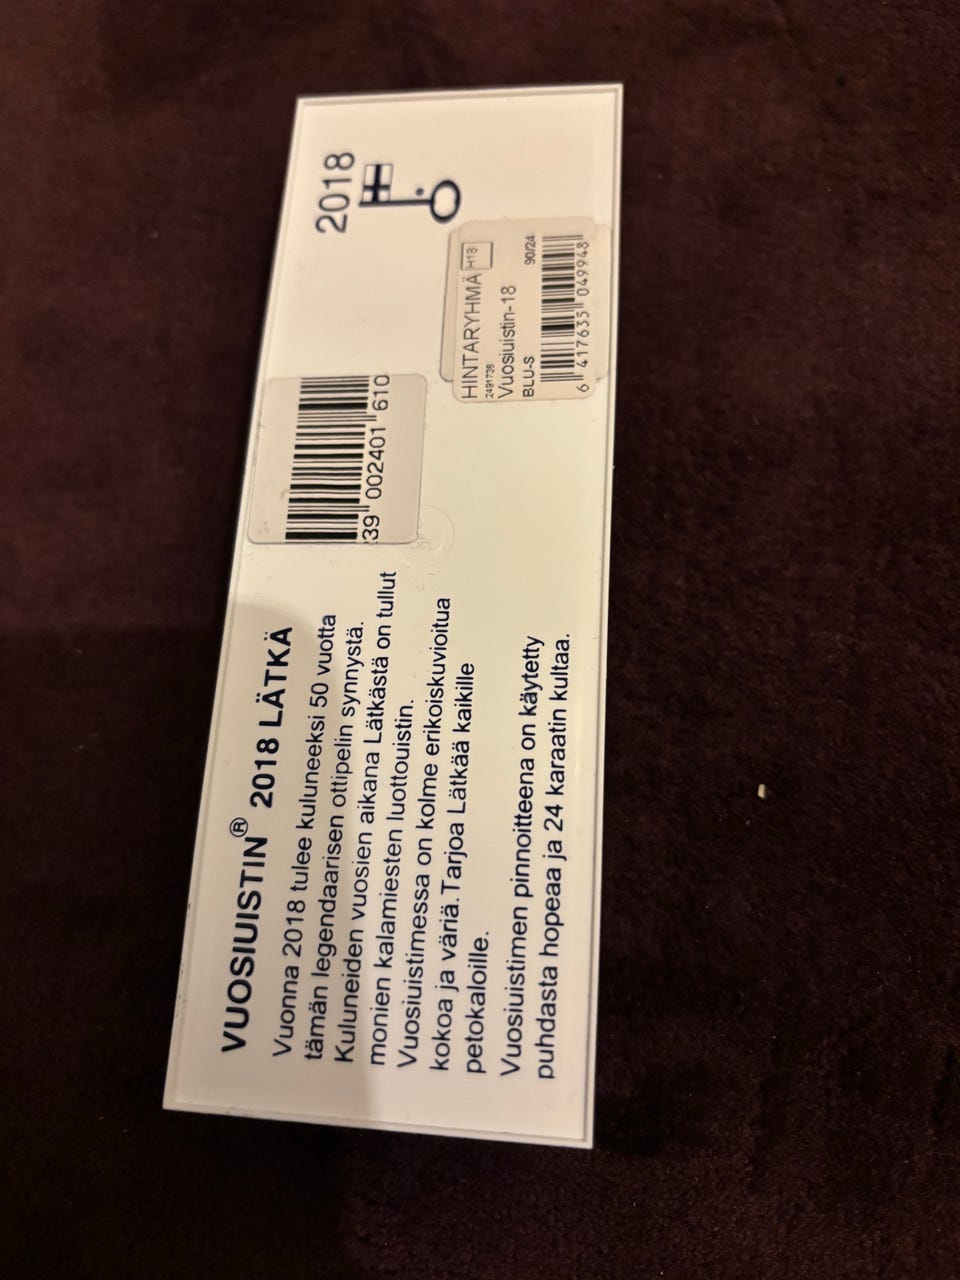 VUOSIUISTIN® 2018 LÄTKÄ
Vuonna 2018 tulee kuluneeksi 50 vuotta
tämän legendaarisen ottipelin synnystä.
Kuluneiden vuosien aikana Lätkästä on tullut
monien kalamiesten luottouistin.
Vuosiuistimessa on kolme erikoiskuvioitua
kokoa ja väriä. Tarjoa Lätkää kaikille
petokaloille.
Vuosiuistimen pinnoitteena on käytetty
puhdasta hopeaa ja 24 karaatin kultaa.
39 002401 610
2018
HINTARYHMÄ H18
2491738
Vuosiuistin-18
BLU-S 90/24
6 417635 049948